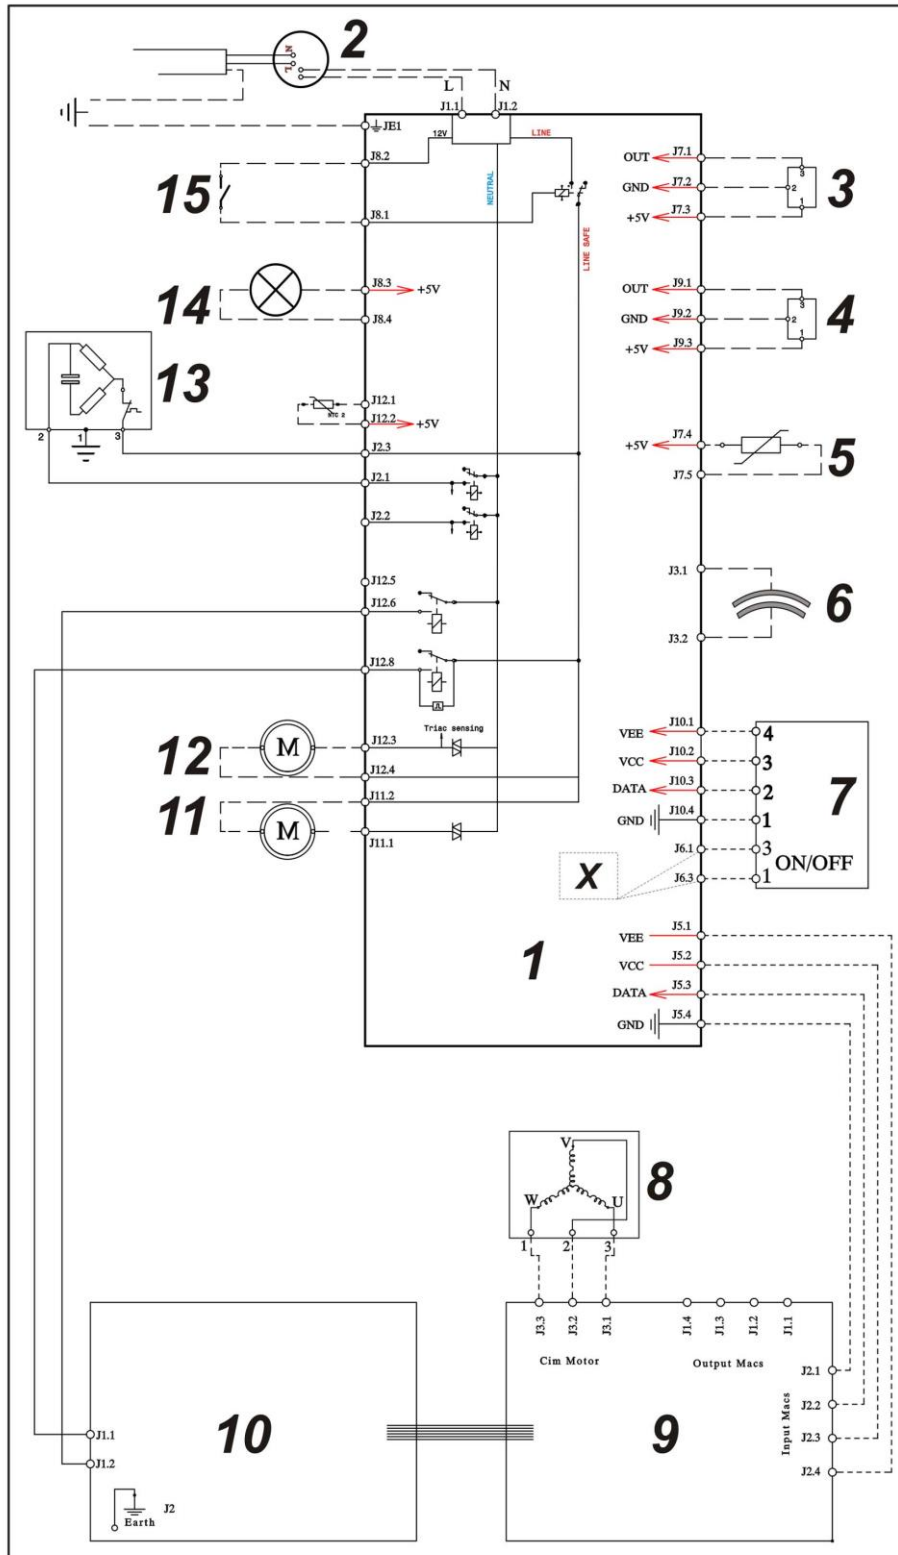 2
N
L
L N
J1.1 J1.2
JE1
12V LINE
J8.2
NEUTRAL
15
J8.1
LINE SAFE
OUT J7.1 3
GND J7.2 2 3
+5V J7.3 1
14
J8.3 +5V
J8.4
OUT J9.1 3
GND J9.2 2 4
+5V J9.3 1
13
2 1 3
J12.1
NTC 2
J12.2 +5V
J2.3
J2.1
J2.2
+5V J7.4 5
J7.5
J12.5
J12.6
J12.8
J3.1
6
J3.2
Triac sensing
12 M J12.3
J12.4
11 M J11.2
J11.1
VEE J10.1 4
VCC J10.2 3
DATA J10.3 2 7
GND J10.4 1
J6.1 3
ON/OFF
X J6.3 1
1
VEE J5.1
VCC J5.2
DATA J5.3
GND J5.4
V
W U 8
1 2 3
J3.3 J3.2 J3.1 J1.4 J1.3 J1.2 J1.1
Cim Motor Output Macs
J2.1
J2.2
Input Macs
J2.3
J2.4
9
10
J1.1
J1.2
J2
Earth